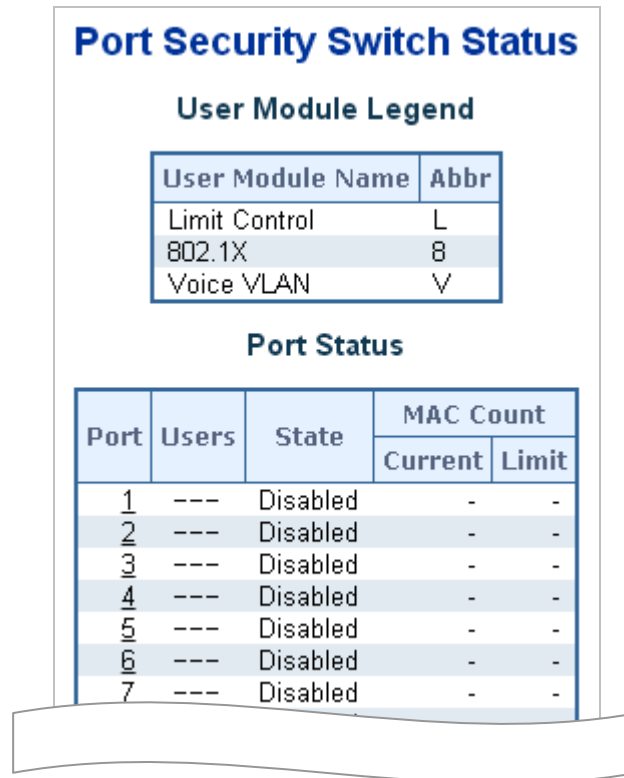 Port Security Switch Status
User Module Legend
User Module Name Abbr
Limit Control L
802.1X 8
Voice VLAN V
Port Status
Port Users State MAC Count
Current Limit
1 --- Disabled - -
2 --- Disabled - -
3 --- Disabled - -
4 --- Disabled - -
5 --- Disabled - -
6 --- Disabled - -
7 --- Disabled - -